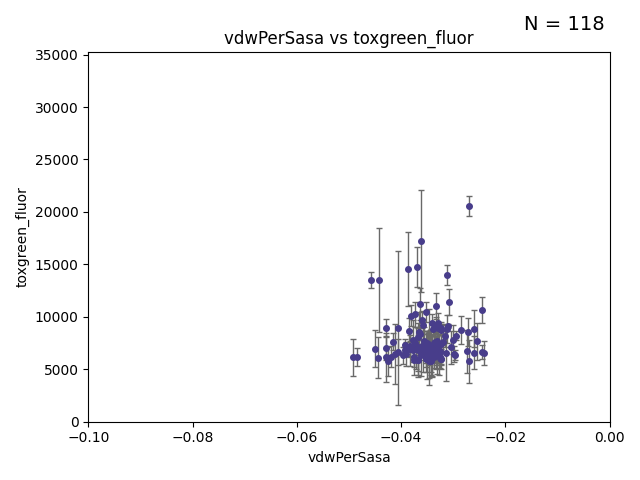 N = 118
vdwPerSasa vs toxgreen_fluor
35000
30000
25000
20000
15000
10000
5000
0
toxgreen_fluor
−0.10 −0.08 −0.06 −0.04 −0.02 0.00
vdwPerSasa